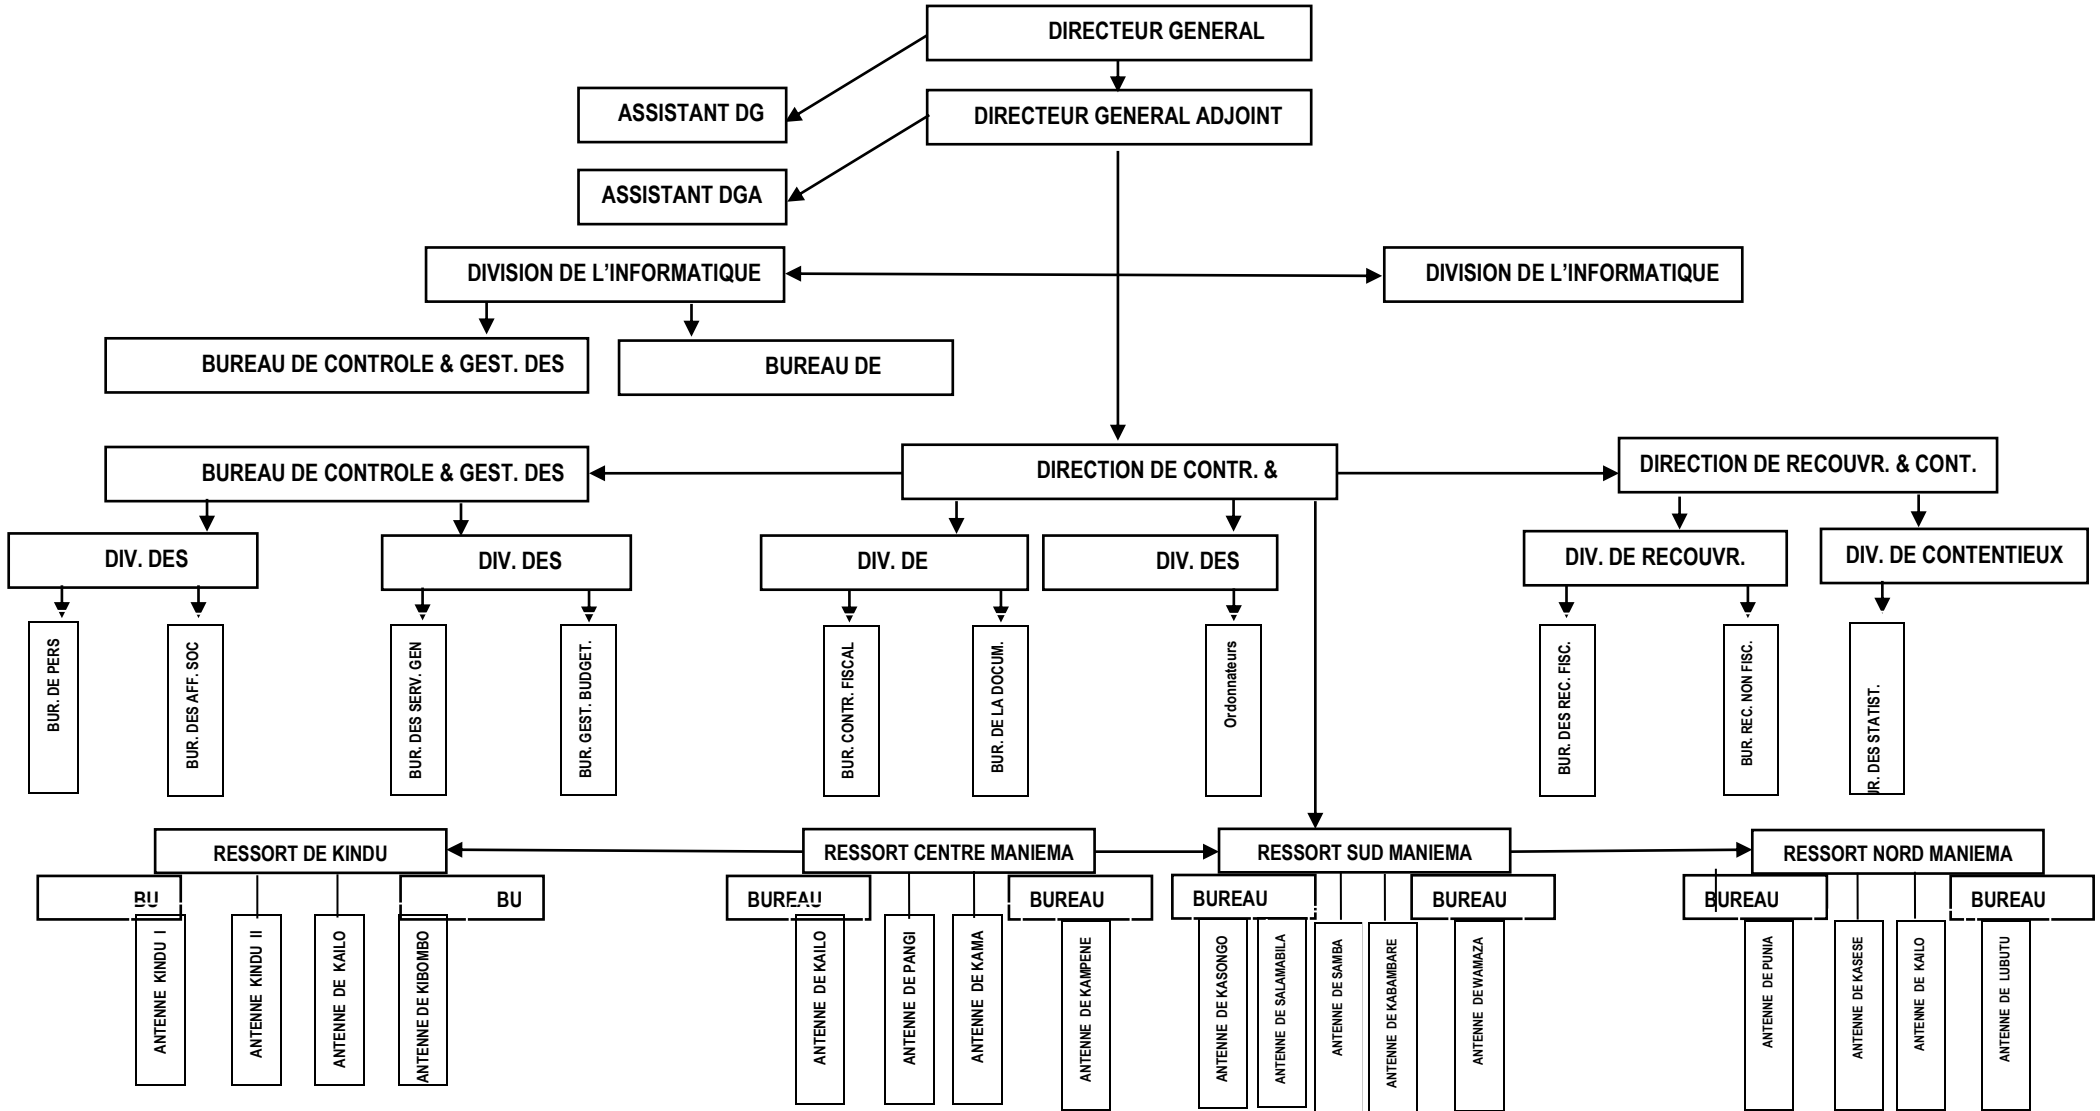 DIRECTEUR GENERAL
ASSISTANT DG
DIRECTEUR GENERAL ADJOINT
ASSISTANT DGA
DIVISION DE L’INFORMATIQUE
DIVISION DE L’INFORMATIQUE
BUREAU DE CONTROLE & GEST. DES
BUREAU DE
BUREAU DE CONTROLE & GEST. DES
DIRECTION DE CONTR. &
DIRECTION DE RECOUVR. & CONT.
DIV. DES
DIV. DES
DIV. DE
DIV. DES
DIV. DE RECOUVR.
DIV. DE CONTENTIEUX
BUR. DE PERS
BUR. DES AFF. SOC
BUR. DES SERV. GEN
BUR. GEST. BUDGET.
BUR. CONTR. FISCAL
BUR. DE LA DOCUM.
Ordonnateurs
BUR. DES REC. FISC.
BUR. REC. NON FISC.
UR. DES STATIST.
RESSORT DE KINDU
RESSORT CENTRE MANIEMA
RESSORT SUD MANIEMA
RESSORT NORD MANIEMA
BU
BU
BUREAU
BUREAU
BUREAU
BUREAU
BUREAU
BUREAU
ANTENNE KINDU I
ANTENNE KINDU II
ANTENNE DE KAILO
ANTENNE DE KIBOMBO
ANTENNE DE KAILO
ANTENNE DE PANGI
ANTENNE DE KAMA
ANTENNE DE KAMPENE
ANTENNE DE KASONGO
ANTENNE DE SALAMABILA
ANTENNE DE SAMBA
ANTENNE DE KABAMBARE
ANTENNE DE WAMAZA
ANTENNE DE PUNIA
ANTENNE DE KASESE
ANTENNE DE KAILO
ANTENNE DE LUBUTU